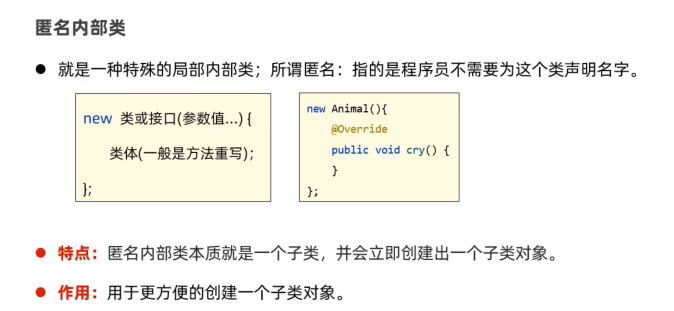 匿名内部类
● 就是一种特殊的局部内部类；所谓匿名：指的是程序员不需要为这个类声明名字。
new 类或接口(参数值...) {
类体(一般是方法重写);
};
new Animal(){
@Override
public void cry() {
}
};
● 特点：匿名内部类本质就是一个子类，并会立即创建出一个子类对象。
● 作用：用于更方便的创建一个子类对象。